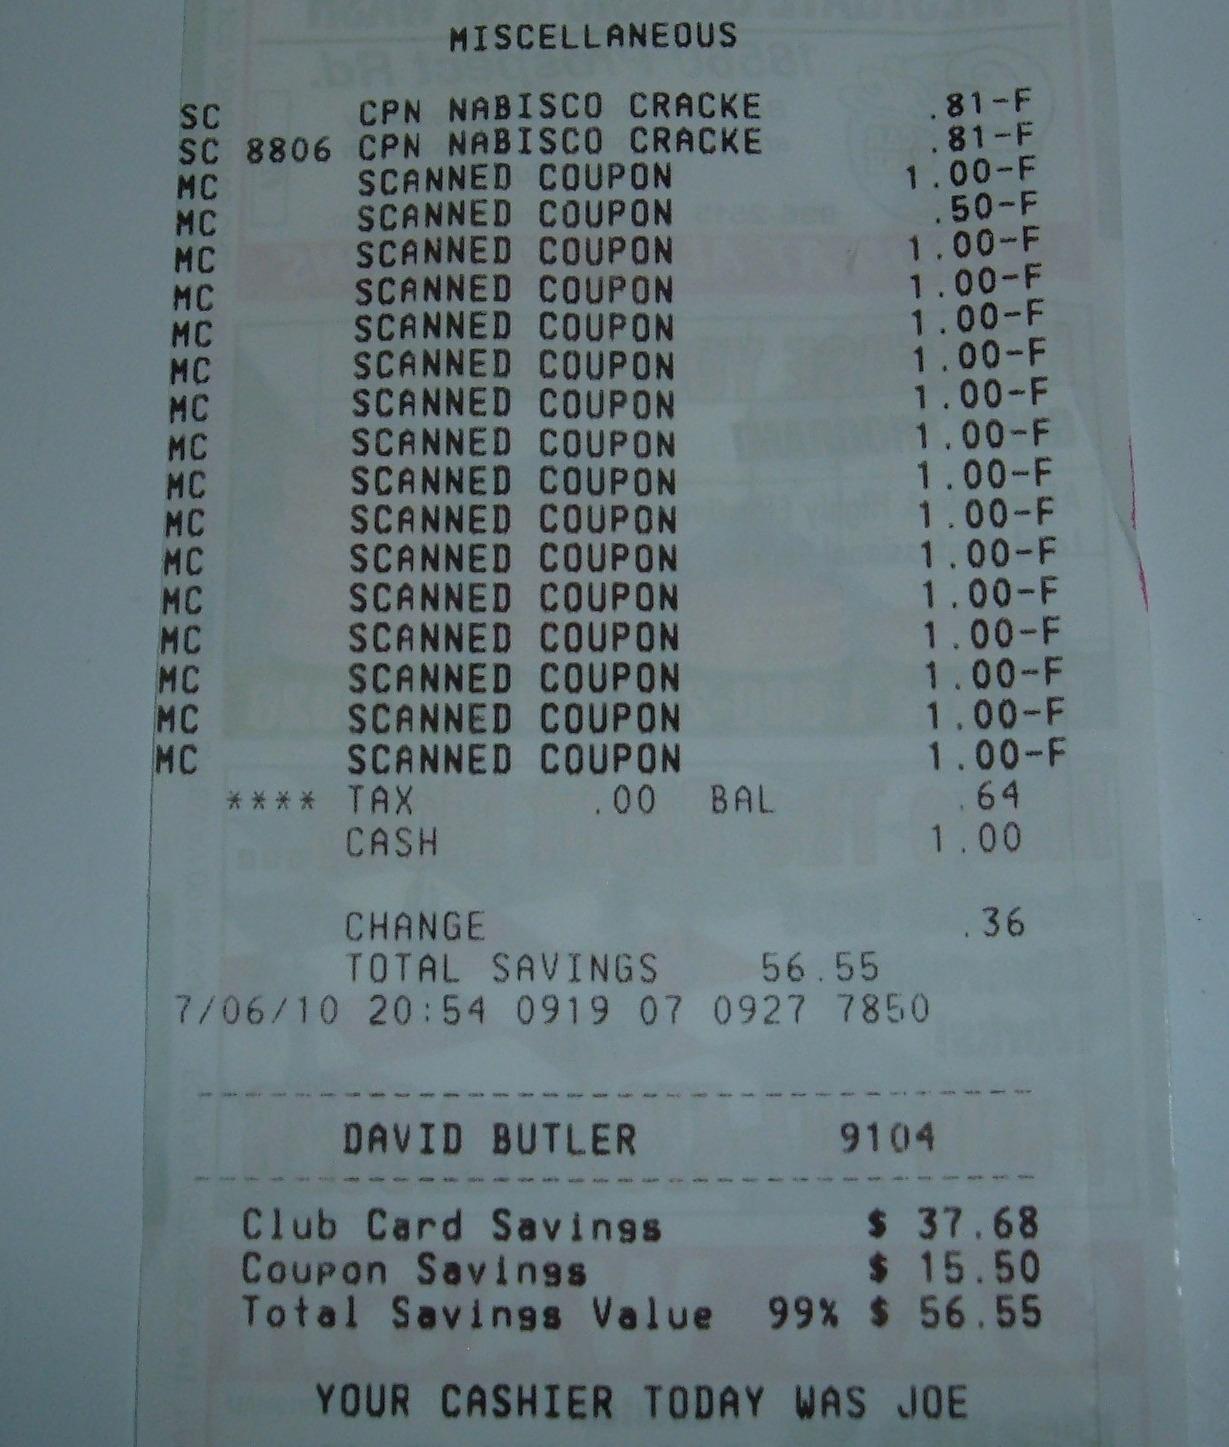 MISCELLANEOUS
SC CPN NABISCO CRACKE .81-F
SC 8806 CPN NABISCO CRACKE .81-F
MC SCANNED COUPON 1.00-F
MC SCANNED COUPON .50-F
MC SCANNED COUPON 1.00-F
MC SCANNED COUPON 1.00-F
MC SCANNED COUPON 1.00-F
MC SCANNED COUPON 1.00-F
MC SCANNED COUPON 1.00-F
MC SCANNED COUPON 1.00-F
MC SCANNED COUPON 1.00-F
MC SCANNED COUPON 1.00-F
MC SCANNED COUPON 1.00-F
MC SCANNED COUPON 1.00-F
MC SCANNED COUPON 1.00-F
MC SCANNED COUPON 1.00-F
MC SCANNED COUPON 1.00-F
MC SCANNED COUPON 1.00-F
**** TAX .00 BAL .64
CASH 1.00
CHANGE .36
TOTAL SAVINGS 56.55
7/06/10 20:54 0919 07 0927 7850
DAVID BUTLER 9104
Club Card Savings $ 37.68
Coupon Savings $ 15.50
Total Savings Value 99% $ 56.55
YOUR CASHIER TODAY WAS JOE